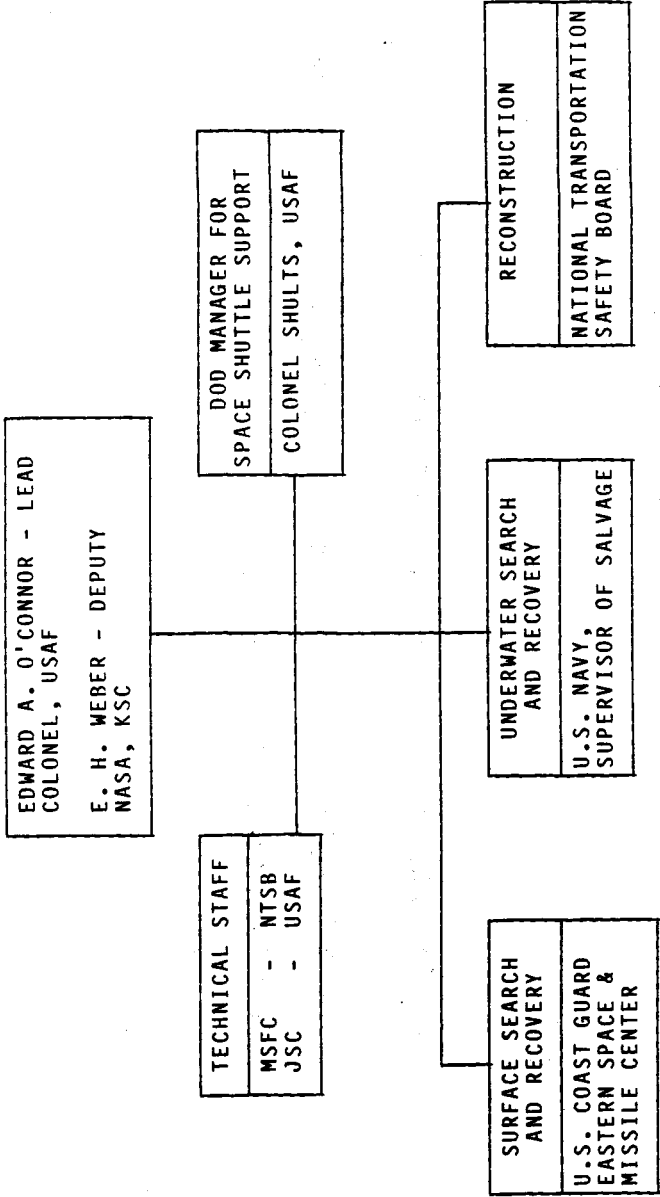 EDWARD A. O'CONNOR - LEAD
COLONEL, USAF
E. H. WEBER - DEPUTY
NASA, KSC
TECHNICAL STAFF
MSFC - NTSB
JSC - USAF
DOD MANAGER FOR
SPACE SHUTTLE SUPPORT
COLONEL SHULTS, USAF
SURFACE SEARCH
AND RECOVERY
U.S. COAST GUARD
EASTERN SPACE &
MISSILE CENTER
UNDERWATER SEARCH
AND RECOVERY
U.S. NAVY,
SUPERVISOR OF SALVAGE
RECONSTRUCTION
NATIONAL TRANSPORTATION
SAFETY BOARD